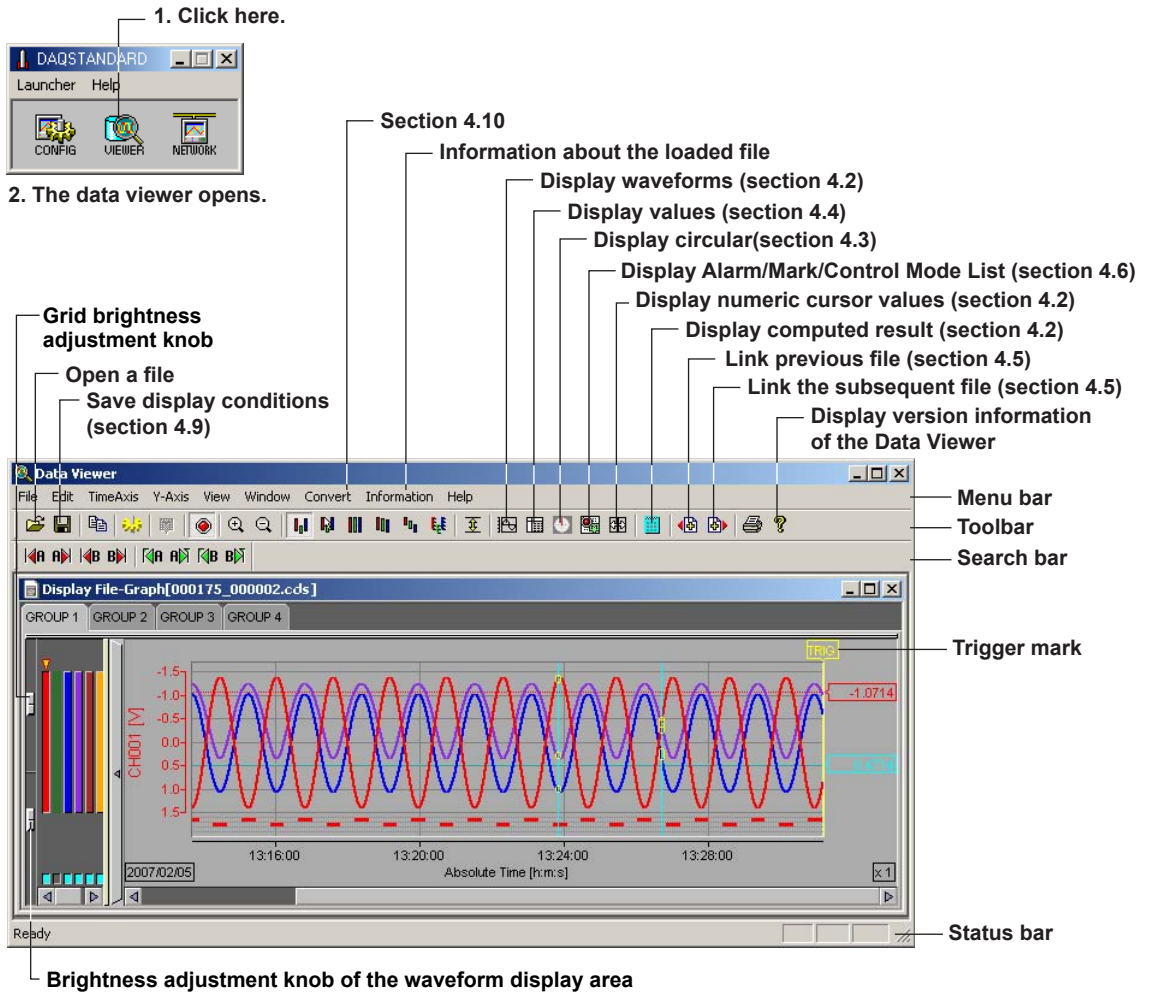 1. Click here.
DAQSTANDARD
Launcher Help
CONFIG VIEWER NETWORK
2. The data viewer opens.
Section 4.10
Information about the loaded file
Display waveforms (section 4.2)
Display values (section 4.4)
Display circular(section 4.3)
Display Alarm/Mark/Control Mode List (section 4.6)
Display numeric cursor values (section 4.2)
Display computed result (section 4.2)
Link previous file (section 4.5)
Link the subsequent file (section 4.5)
Display version information
of the Data Viewer
Grid brightness
adjustment knob
Open a file
Save display conditions
(section 4.9)
Data Viewer
File Edit TimeAxis Y-Axis View Window Convert Information Help
Menu bar
Toolbar
A A B B A A B B
Search bar
Display File-Graph[000175_000002.cds]
GROUP 1 GROUP 2 GROUP 3 GROUP 4
TRIG
Trigger mark
CH001 [V]
-1.5
-1.0
-0.5
0.0
0.5
1.0
1.5
-1.0714
13:16:00 13:20:00 13:24:00 13:28:00
2007/02/05
Absolute Time [h:m:s]
x 1
Ready
Status bar
Brightness adjustment knob of the waveform display area